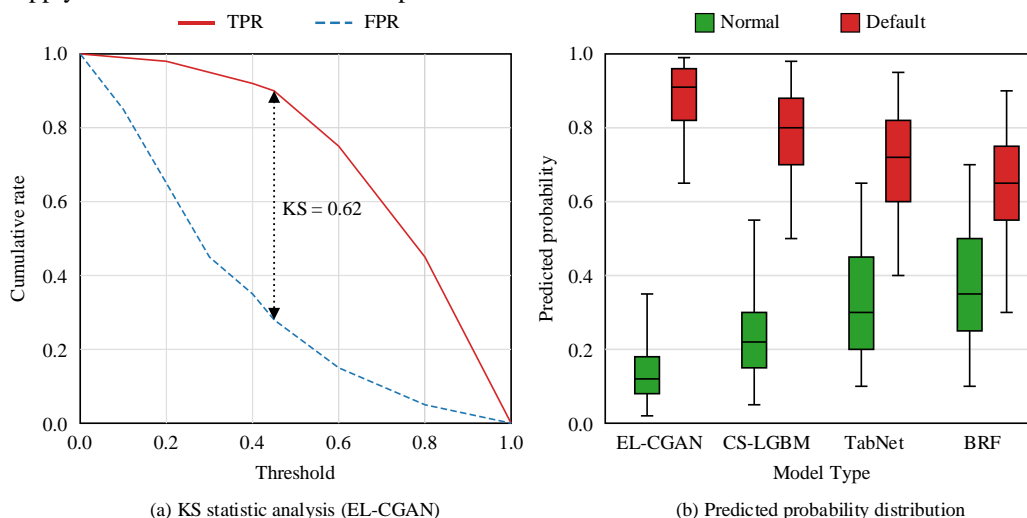 TPR
FPR
1.0
0.8
0.6
0.4
0.2
0.0
Cumulative rate
KS = 0.62
0.0
0.2
0.4
0.6
0.8
1.0
Threshold
(a) KS statistic analysis (EL-CGAN)
Normal
Default
1.0
0.8
0.6
0.4
0.2
0.0
Predicted probability
EL-CGAN
CS-LGBM
TabNet
BRF
Model Type
(b) Predicted probability distribution